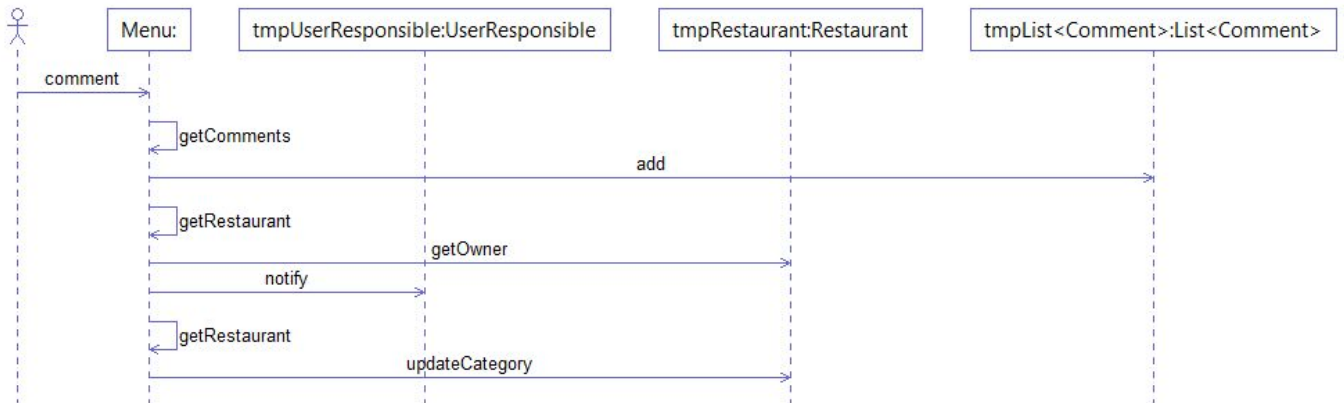 Menu:
tmpUserResponsible:UserResponsible
tmpRestaurant:Restaurant
tmpList<Comment>:List<Comment>
comment
getComments
add
getRestaurant
getOwner
notify
getRestaurant
updateCategory